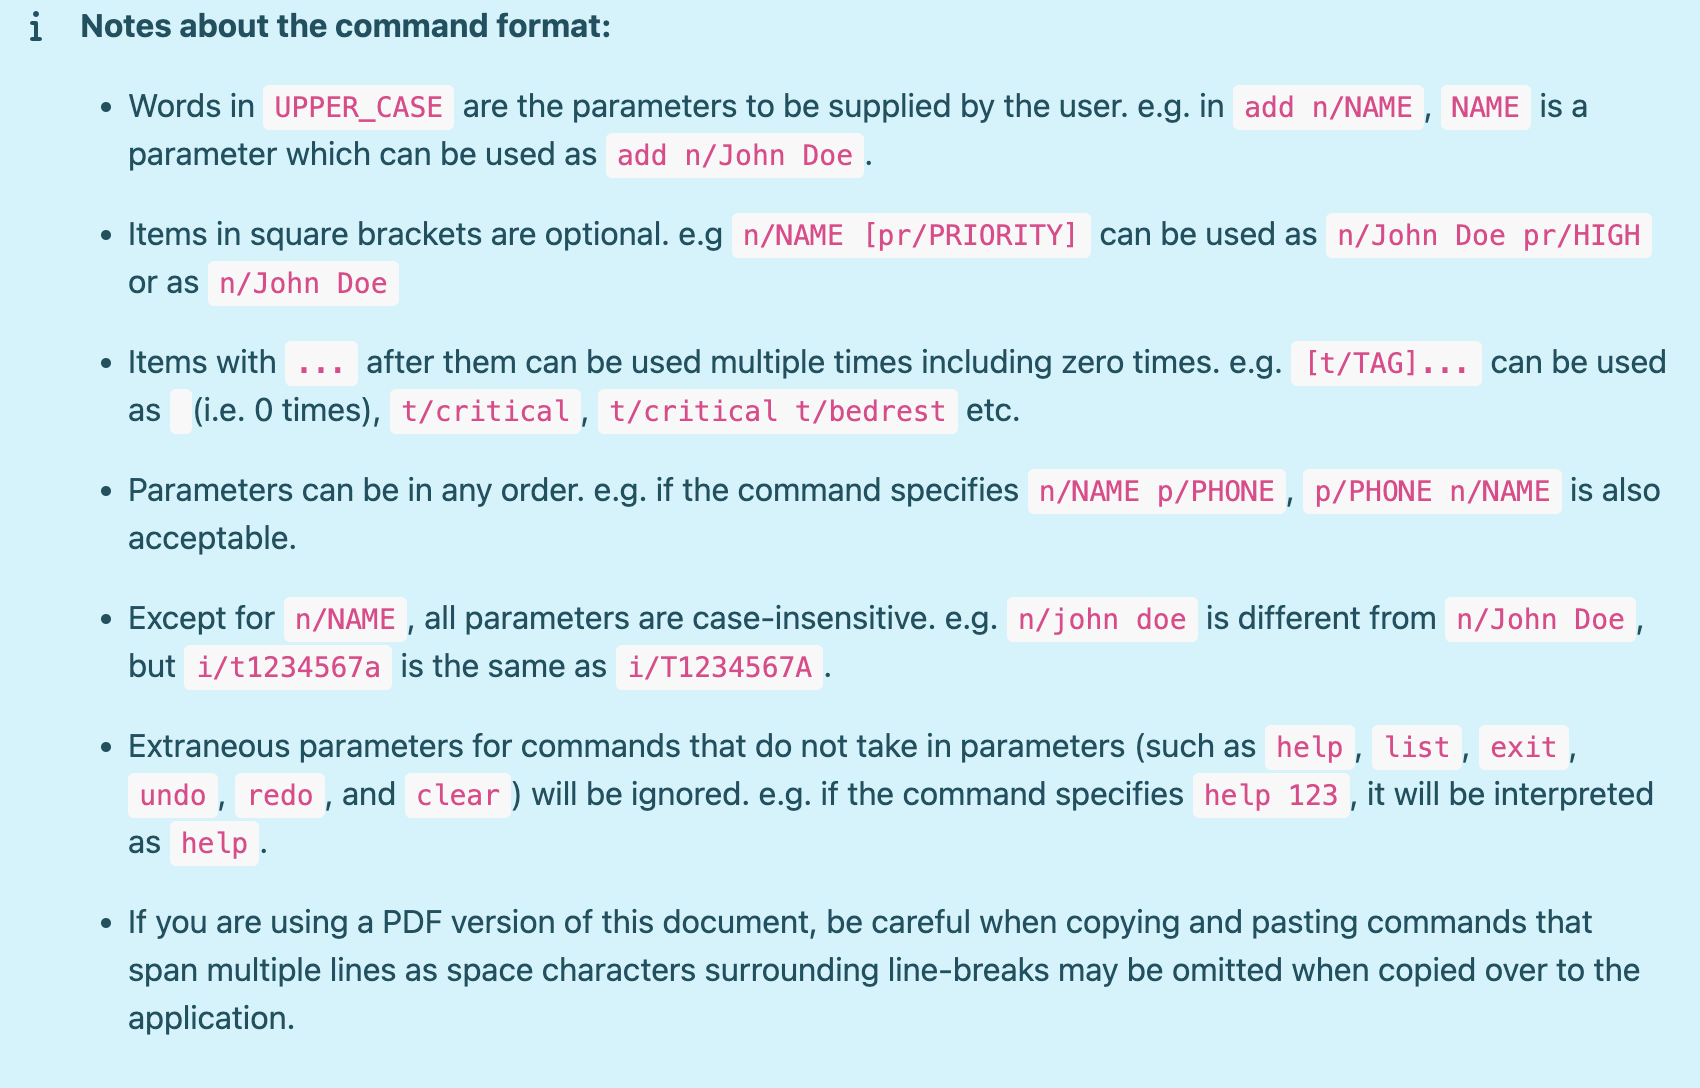 i Notes about the command format:
• Words in UPPER_CASE are the parameters to be supplied by the user. e.g. in add n/NAME, NAME is a
parameter which can be used as add n/John Doe.
• Items in square brackets are optional. e.g n/NAME [pr/PRIORITY] can be used as n/John Doe pr/HIGH
or as n/John Doe
• Items with ... after them can be used multiple times including zero times. e.g. [t/TAG]... can be used
as   (i.e. 0 times), t/critical, t/critical t/bedrest etc.
• Parameters can be in any order. e.g. if the command specifies n/NAME p/PHONE, p/PHONE n/NAME is also
acceptable.
• Except for n/NAME, all parameters are case-insensitive. e.g. n/john doe is different from n/John Doe,
but i/t1234567a is the same as i/T1234567A.
• Extraneous parameters for commands that do not take in parameters (such as help, list, exit,
undo, redo, and clear) will be ignored. e.g. if the command specifies help 123, it will be interpreted
as help.
• If you are using a PDF version of this document, be careful when copying and pasting commands that
span multiple lines as space characters surrounding line-breaks may be omitted when copied over to the
application.